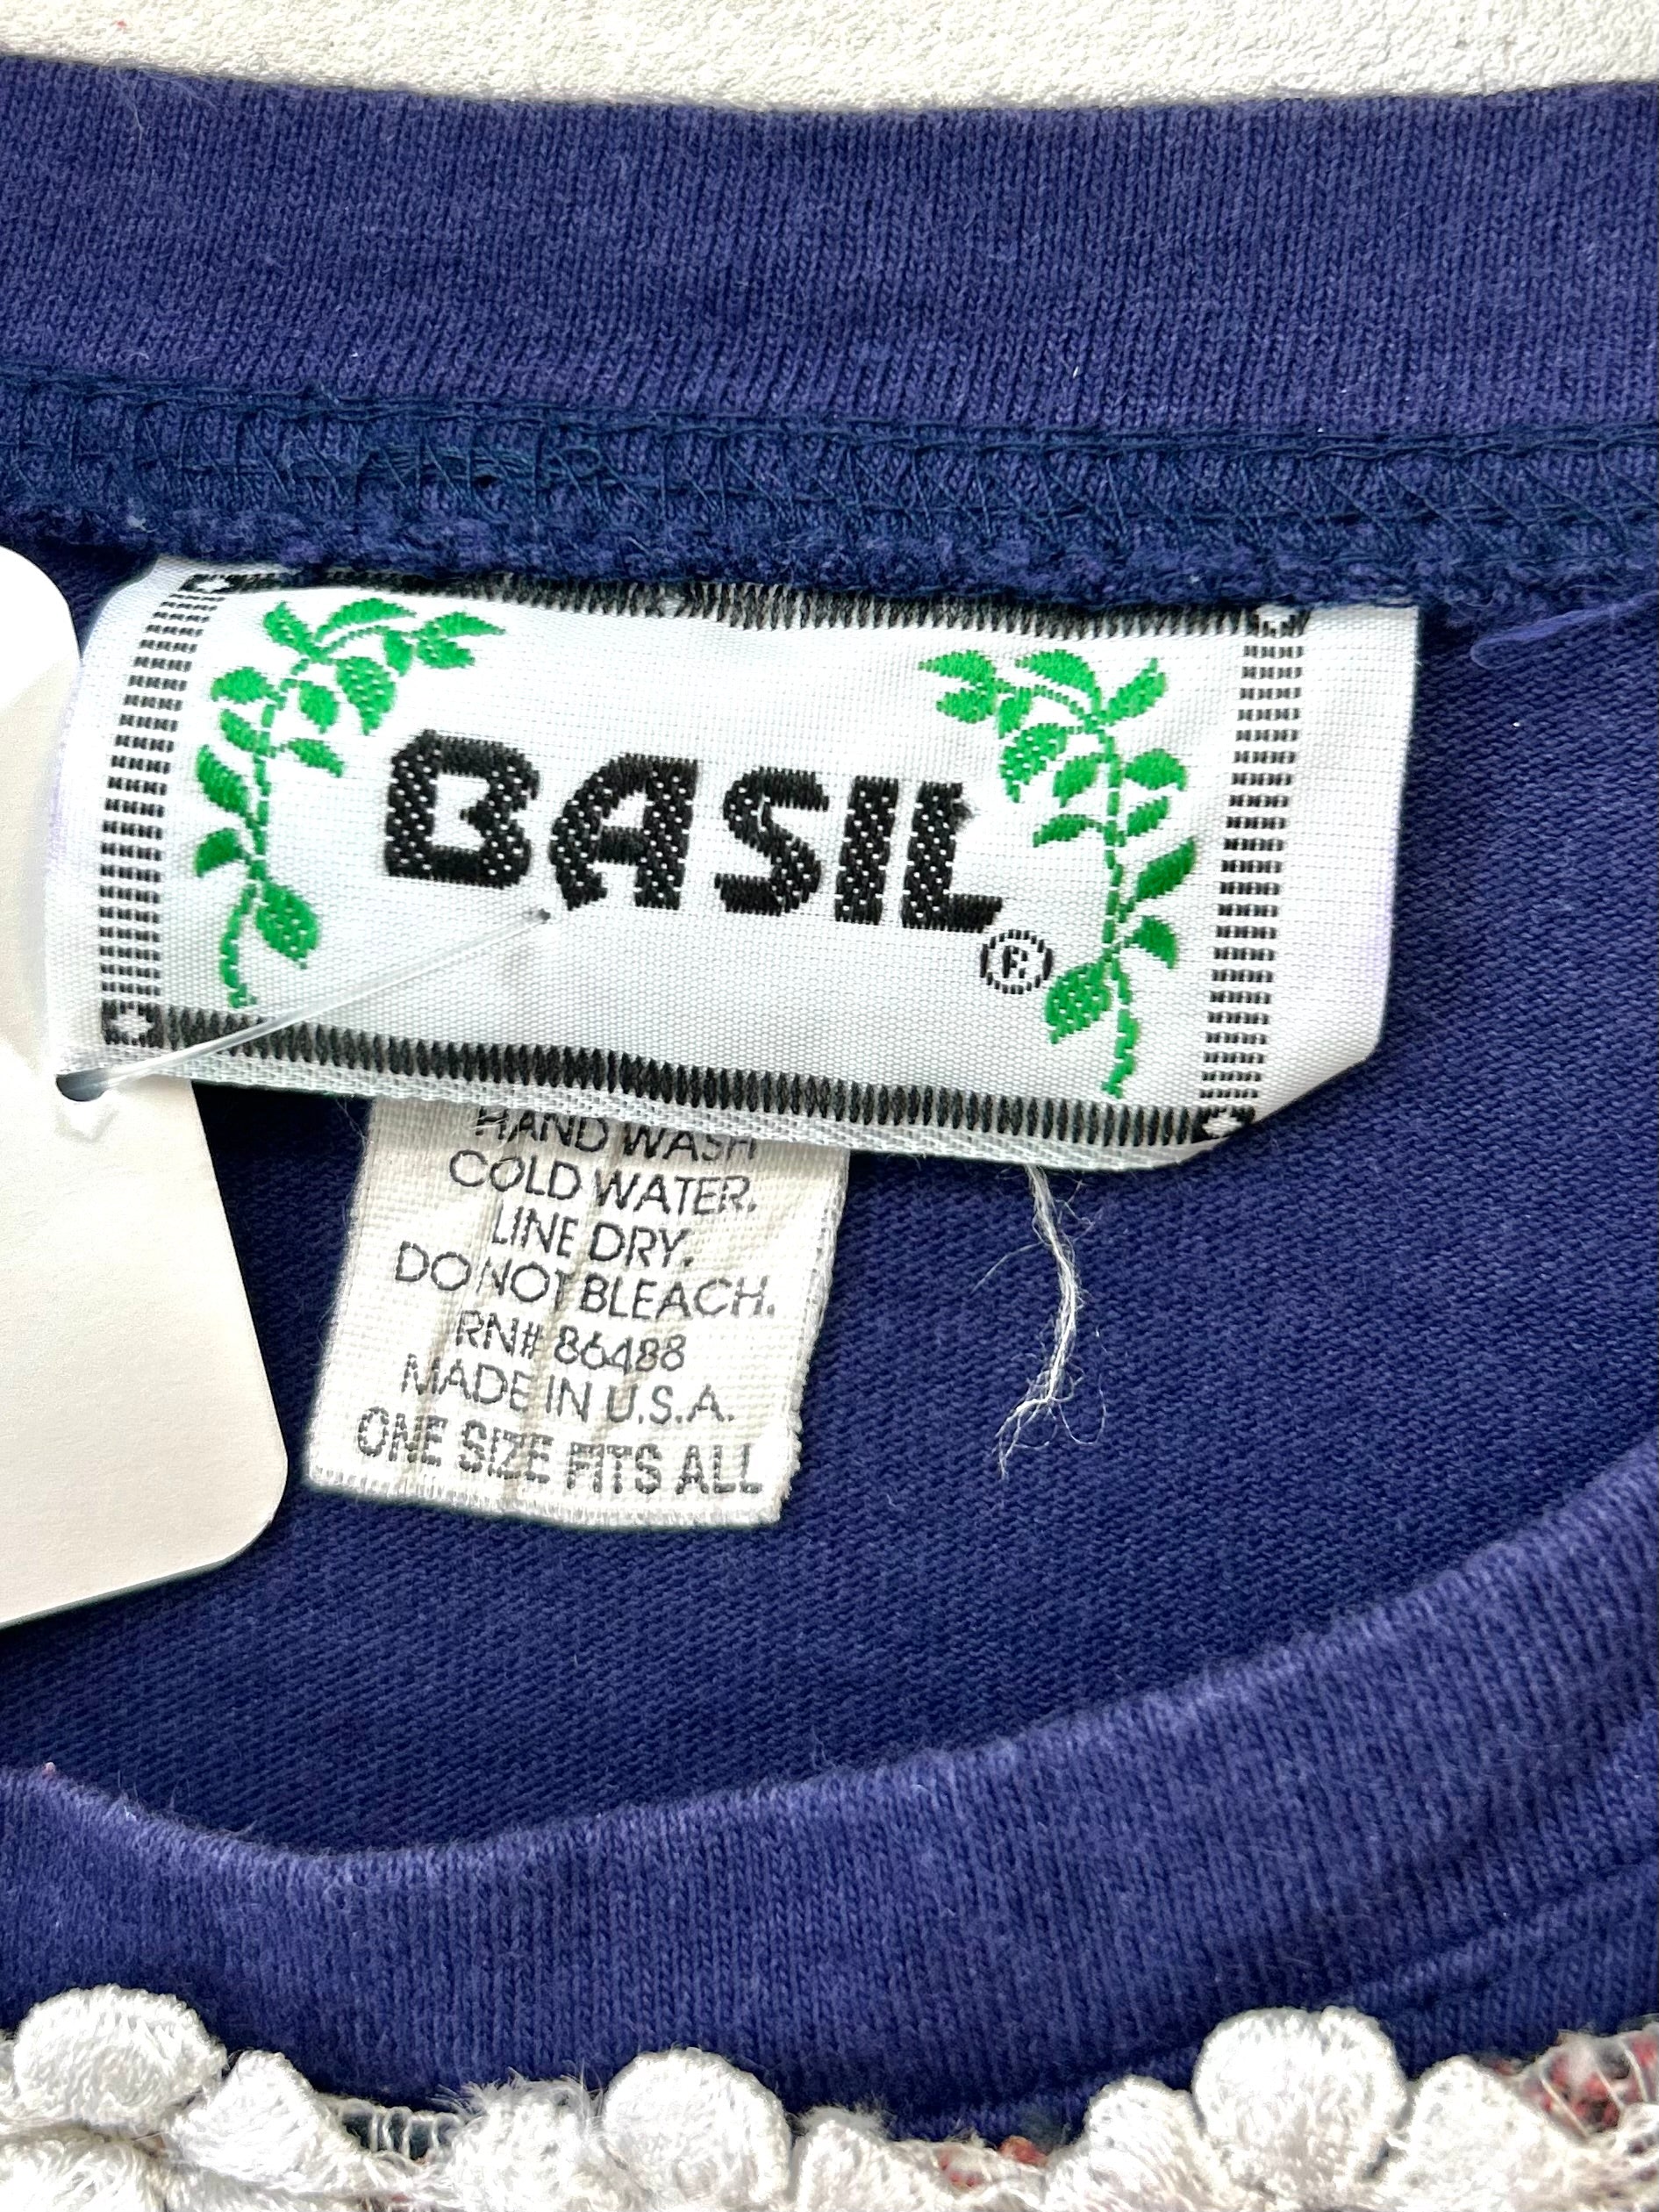 BASIL
®
HAND WASH
COLD WATER.
LINE DRY.
DO NOT BLEACH.
RN# 86488
MADE IN U.S.A.
ONE SIZE FITS ALL